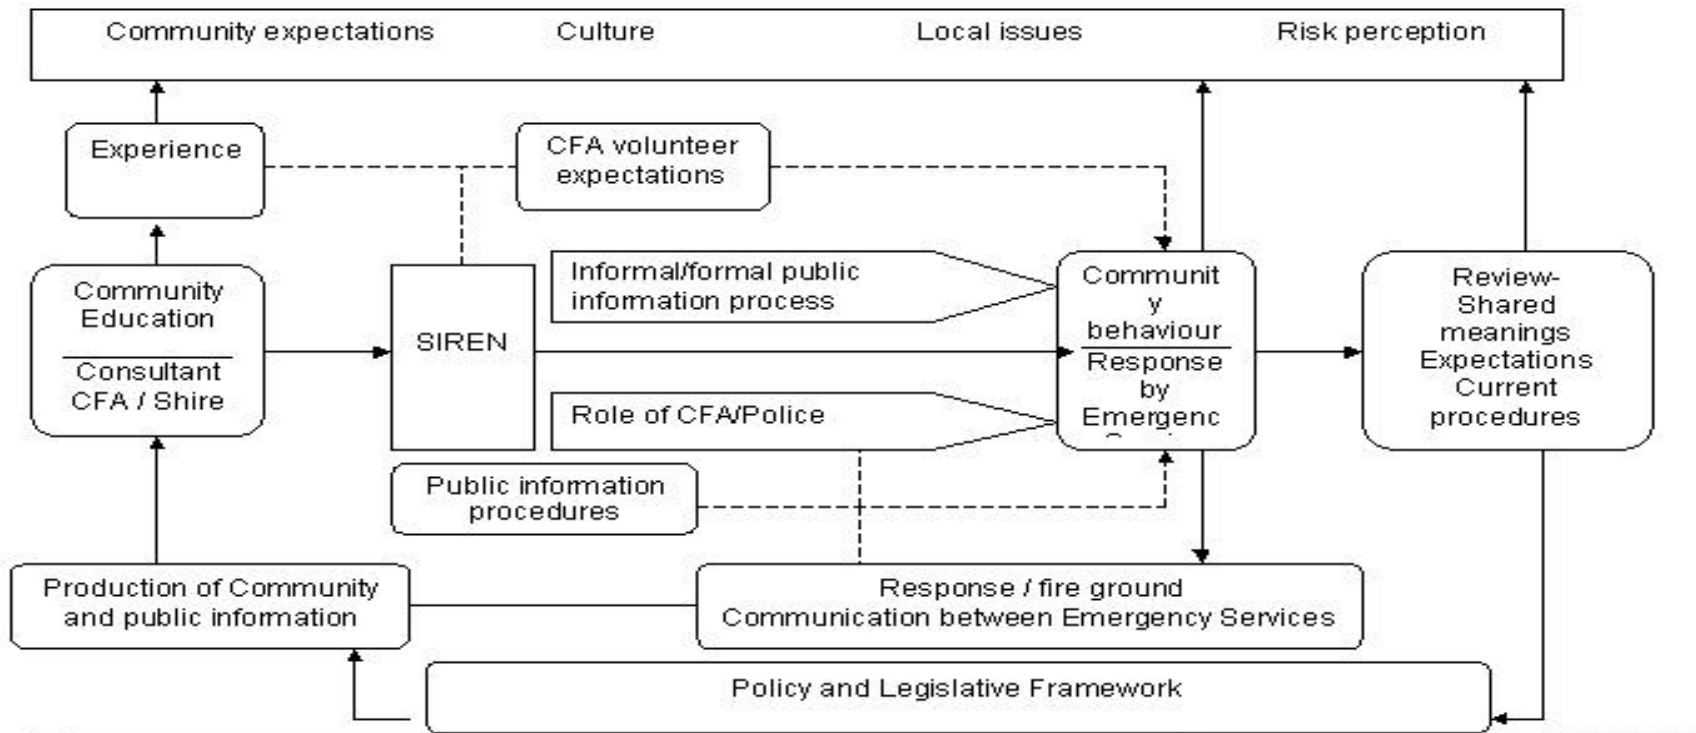 Community expectations Culture Local issues Risk perception
Experience
CFA volunteer
expectations
Community
Education
Consultant
CFA / Shire
SIREN
Informal/formal public
information process
Role of CFA/Police
Communit
y
behaviour
Response
by
Emergenc
Review-
Shared
meanings
Expectations
Current
procedures
Public information
procedures
Production of Community
and public information
Response / fire ground
Communication between Emergency Services
Policy and Legislative Framework